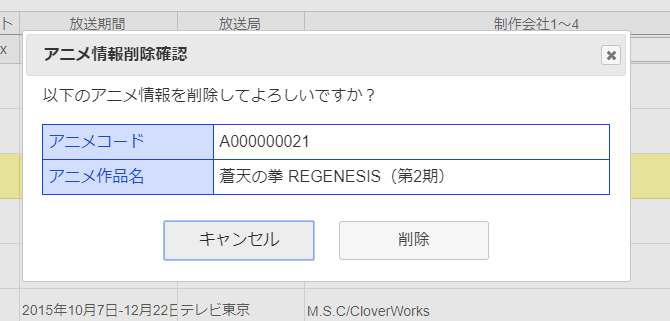 ト 放送期間 放送局 制作会社1～4
x
アニメ情報削除確認
以下のアニメ情報を削除してよろしいですか？
アニメコード A000000021
アニメ作品名 蒼天の拳 REGENESIS（第2期）
キャンセル 削除
2015年10月7日-12月22日 テレビ東京 M.S.C/CloverWorks